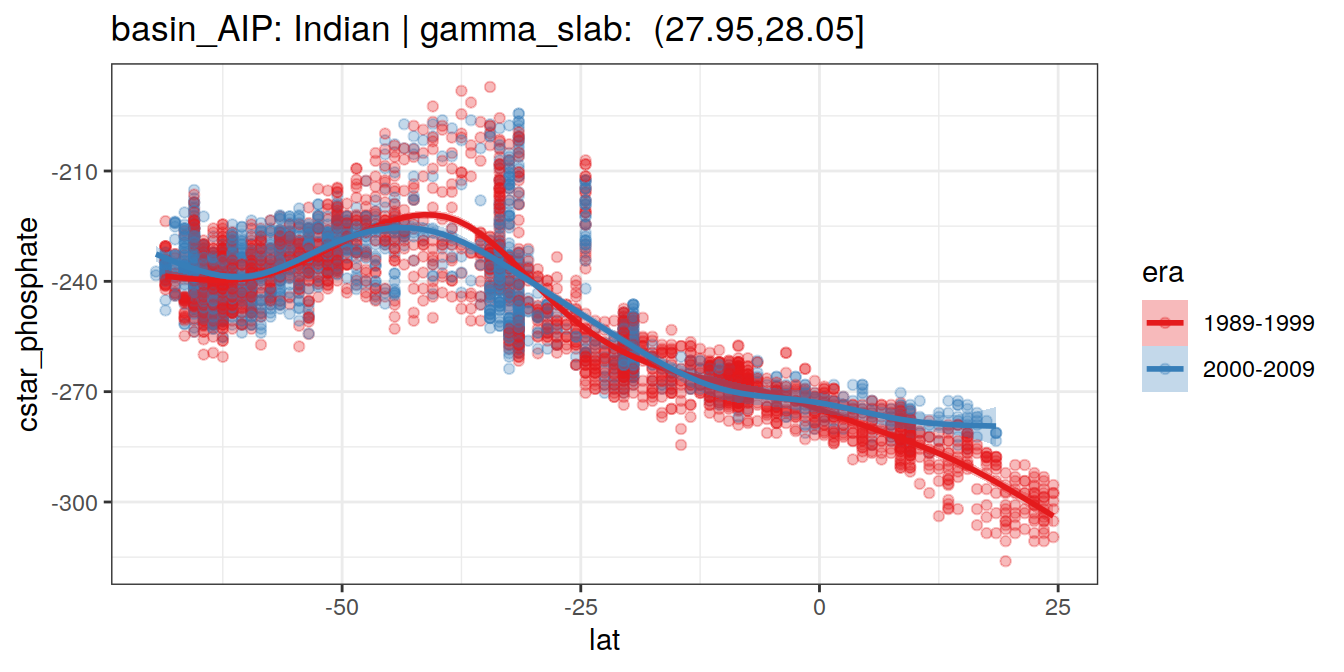 basin_AIP: Indian | gamma_slab:  (27.95,28.05]
cstar_phosphate
-210
-240
-270
-300
-50
-25
0
25
lat
era
1989-1999
2000-2009